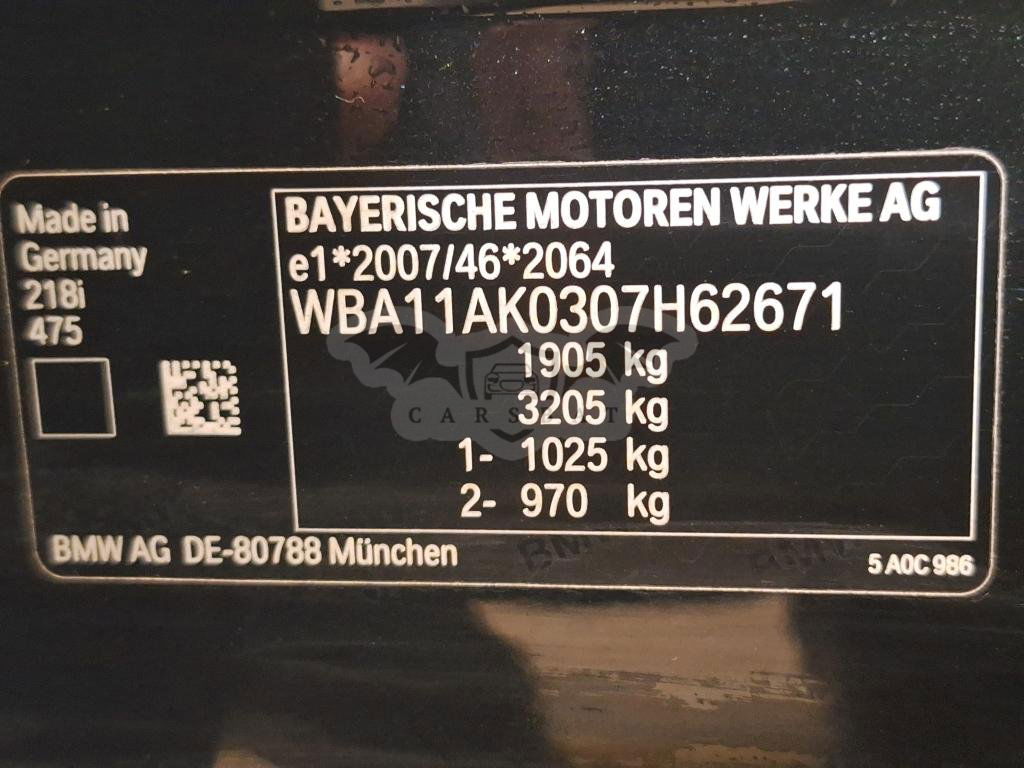 Made in
Germany
218i
475
BAYERISCHE MOTOREN WERKE AG
e1*2007/46*2064
WBA11AK0307H62671
1905 kg
3205 kg
1- 1025 kg
2- 970 kg
BMW AG DE-80788 München
5 A0C 986